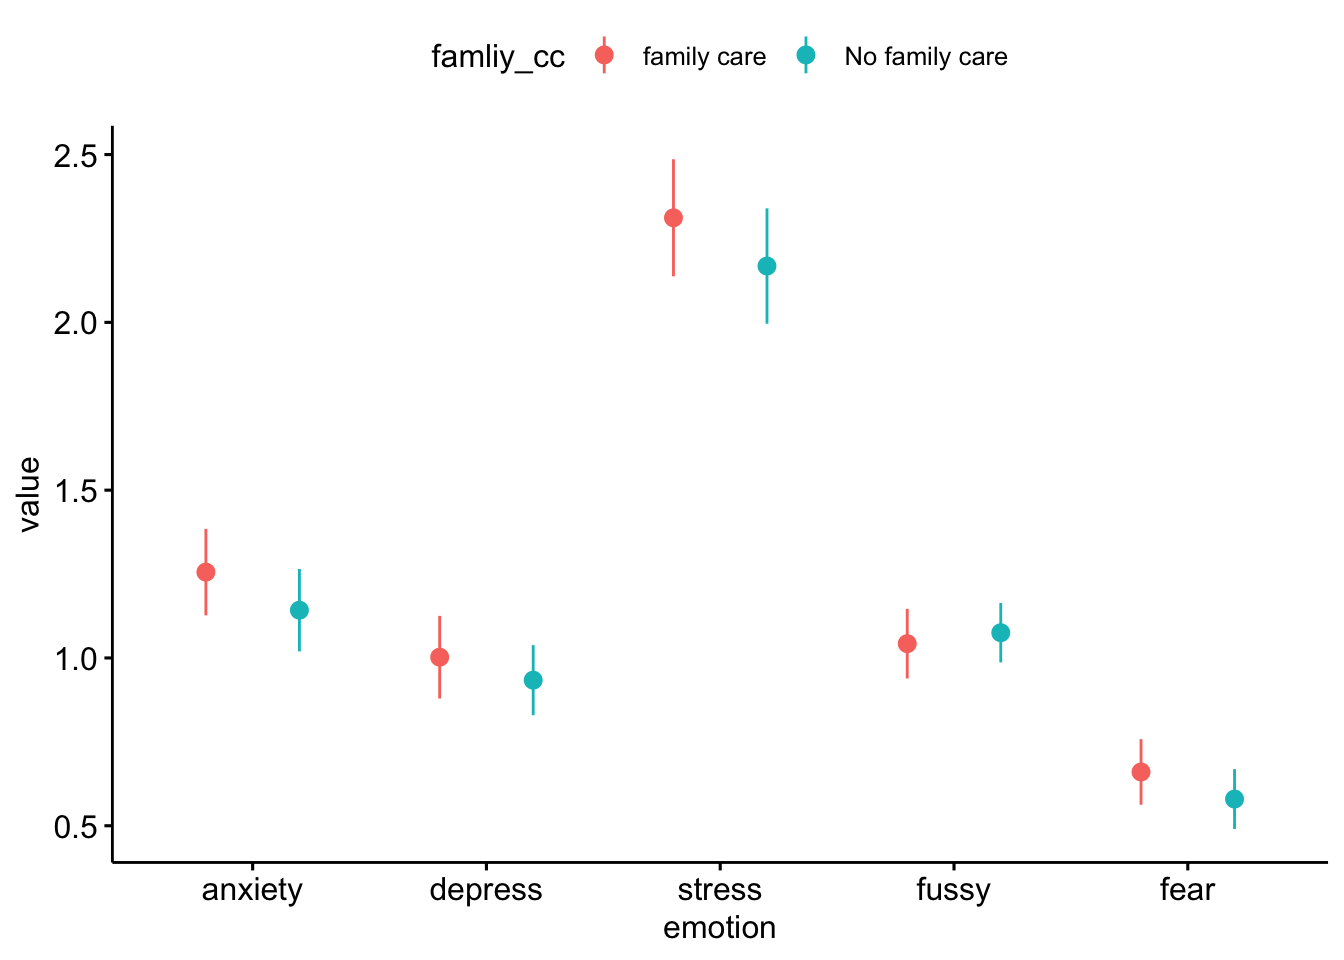 famliy_cc family care No family care
2.5
2.0
1.5
1.0
0.5
value
anxiety depress stress fussy fear
emotion